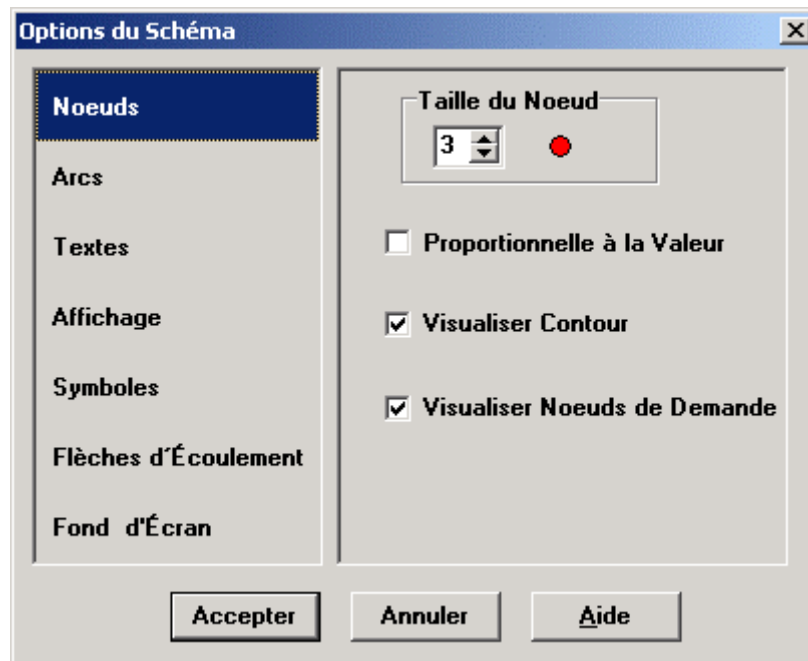 Options du Schéma
Noeuds
Arcs
Textes
Affichage
Symboles
Flèches d´Écoulement
Fond d'Écran
Taille du Noeud
3
Proportionnelle à la Valeur
Visualiser Contour
Visualiser Noeuds de Demande
Accepter
Annuler
Aide